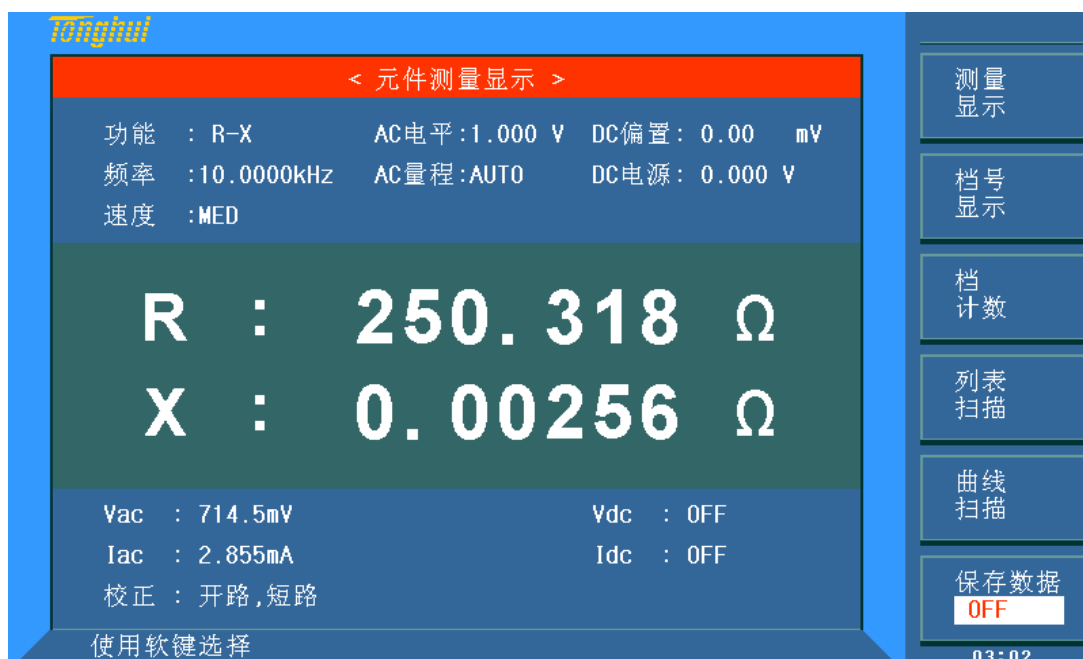 Tonghui
< 元件测量显示 >
功能 : R-X AC电平:1.000 V DC偏置: 0.00 mV
频率 :10.0000kHz AC量程:AUTO DC电源: 0.000 V
速度 :MED
R : 250.318 Ω
X : 0.00256 Ω
Vac : 714.5mV Vdc : OFF
Iac : 2.855mA Idc : OFF
校正 : 开路,短路
使用软键选择
测量
显示
档号
显示
档
计数
列表
扫描
曲线
扫描
保存数据
OFF
03:02